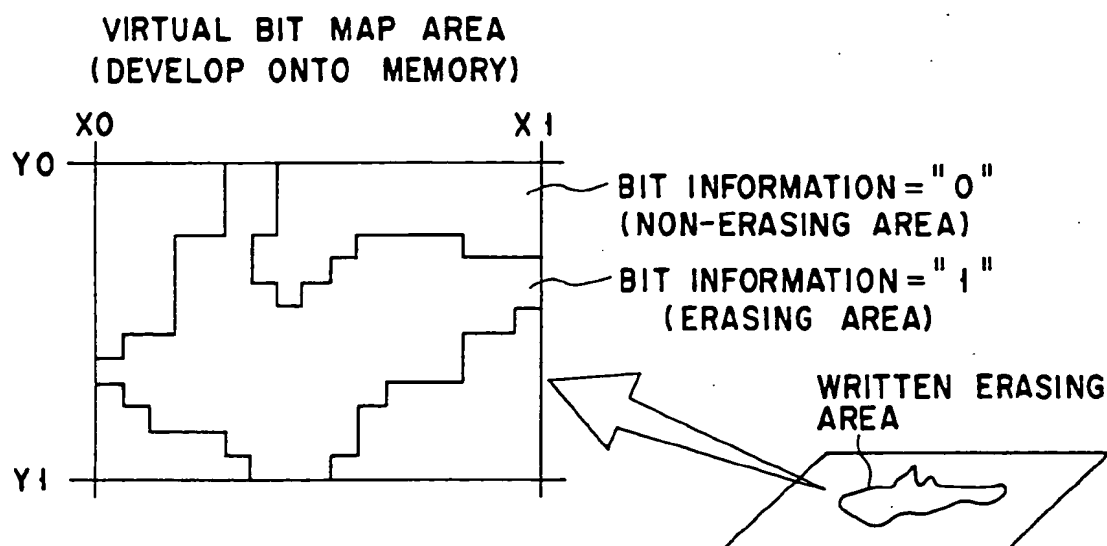 VIRTUAL BIT MAP AREA
(DEVELOP ONTO MEMORY)
X0 X1
Y0
BIT INFORMATION = "0"
(NON-ERASING AREA)
BIT INFORMATION = "1"
(ERASING AREA)
WRITTEN ERASING
AREA
Y1